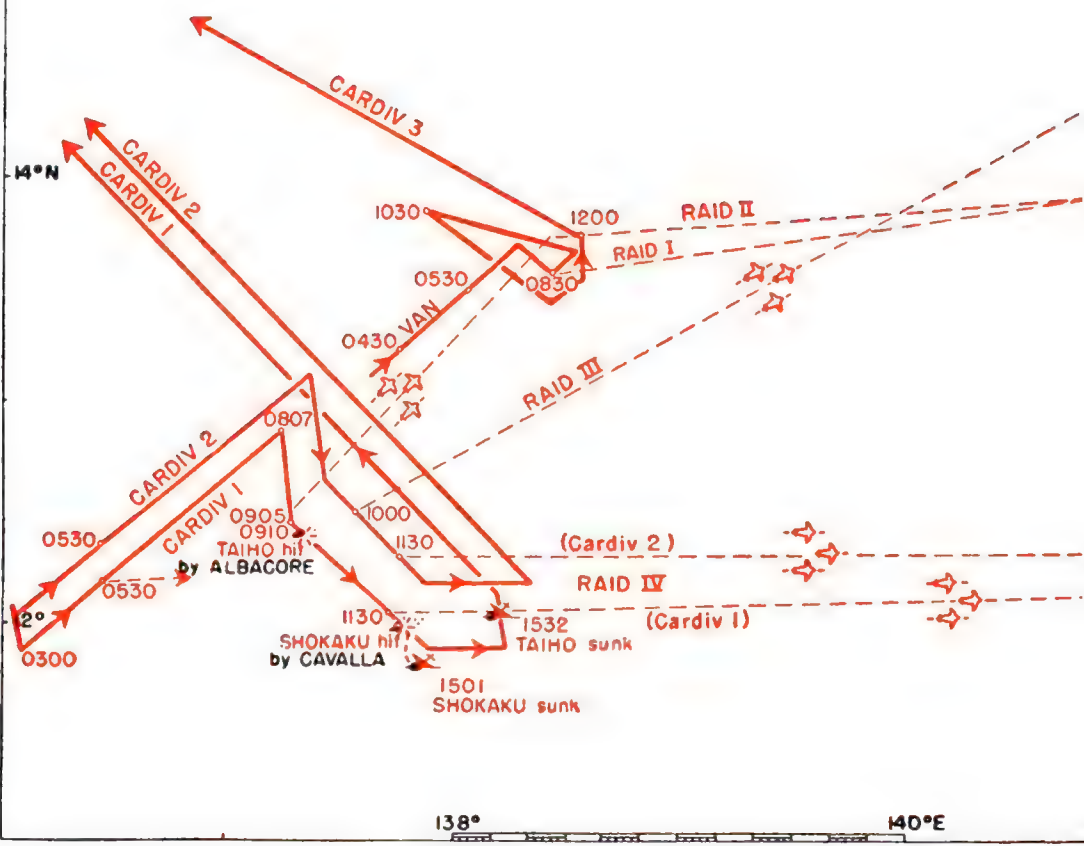 CARDIV 3
14°N
CARDIV 2
CARDIV 1
1030
1200
RAID II
RAID I
0530
0830
VAN
0430
RAID III
0807
CARDIV 2
CARDIV 1
0905
0910
TAIHO hit
by ALBACORE
1000
0530
1130
(Cardiv 2)
0530
RAID IV
12°
1130
1532
(Cardiv 1)
SHOKAKU hit
TAIHO sunk
by CAVALLA
0300
1501
SHOKAKU sunk
138°
140°E